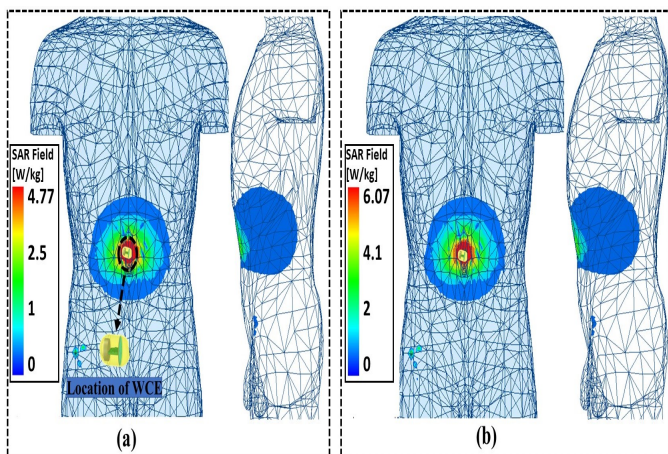 SAR Field
[W/kg]
4.77
2.5
1
0
Location of WCE
(a)
SAR Field
[W/kg]
6.07
4.1
2
0
(b)